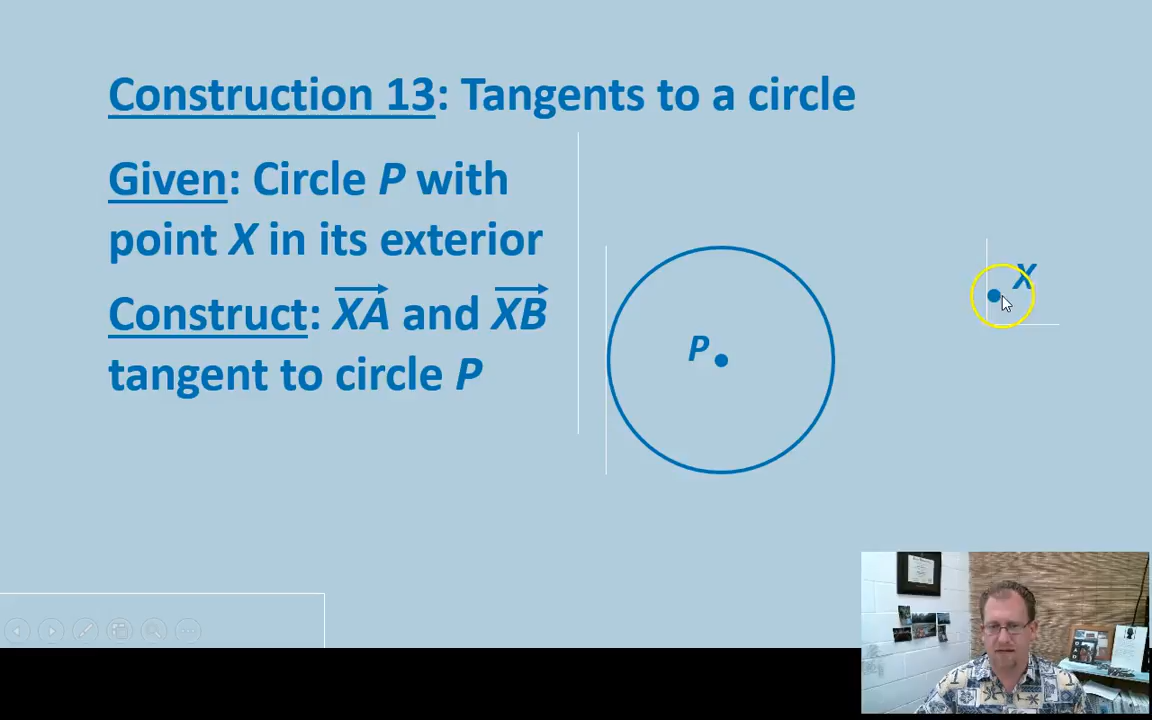 Construction 13: Tangents to a circle
Given: Circle P with
point X in its exterior
Construct: XA and XB
tangent to circle P
X
P